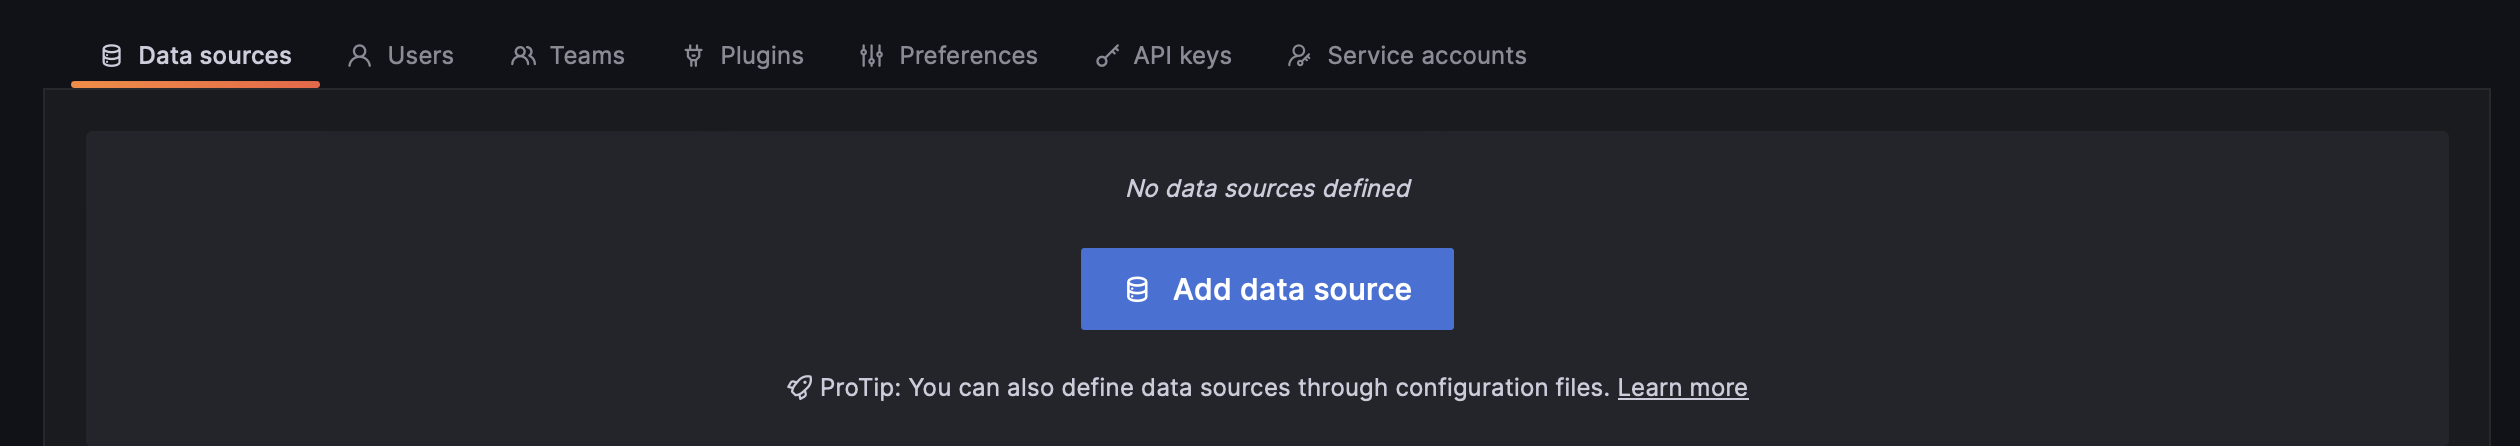 Data sources Users Teams Plugins Preferences API keys Service accounts
No data sources defined
Add data source
ProTip: You can also define data sources through configuration files. Learn more